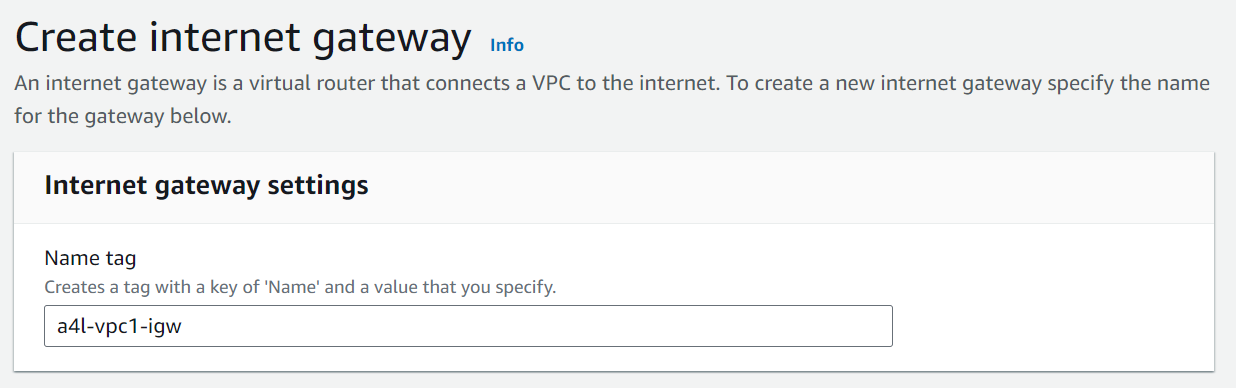 Create internet gateway Info
An internet gateway is a virtual router that connects a VPC to the internet. To create a new internet gateway specify the name
for the gateway below.
Internet gateway settings
Name tag
Creates a tag with a key of 'Name' and a value that you specify.
a4l-vpc1-igw